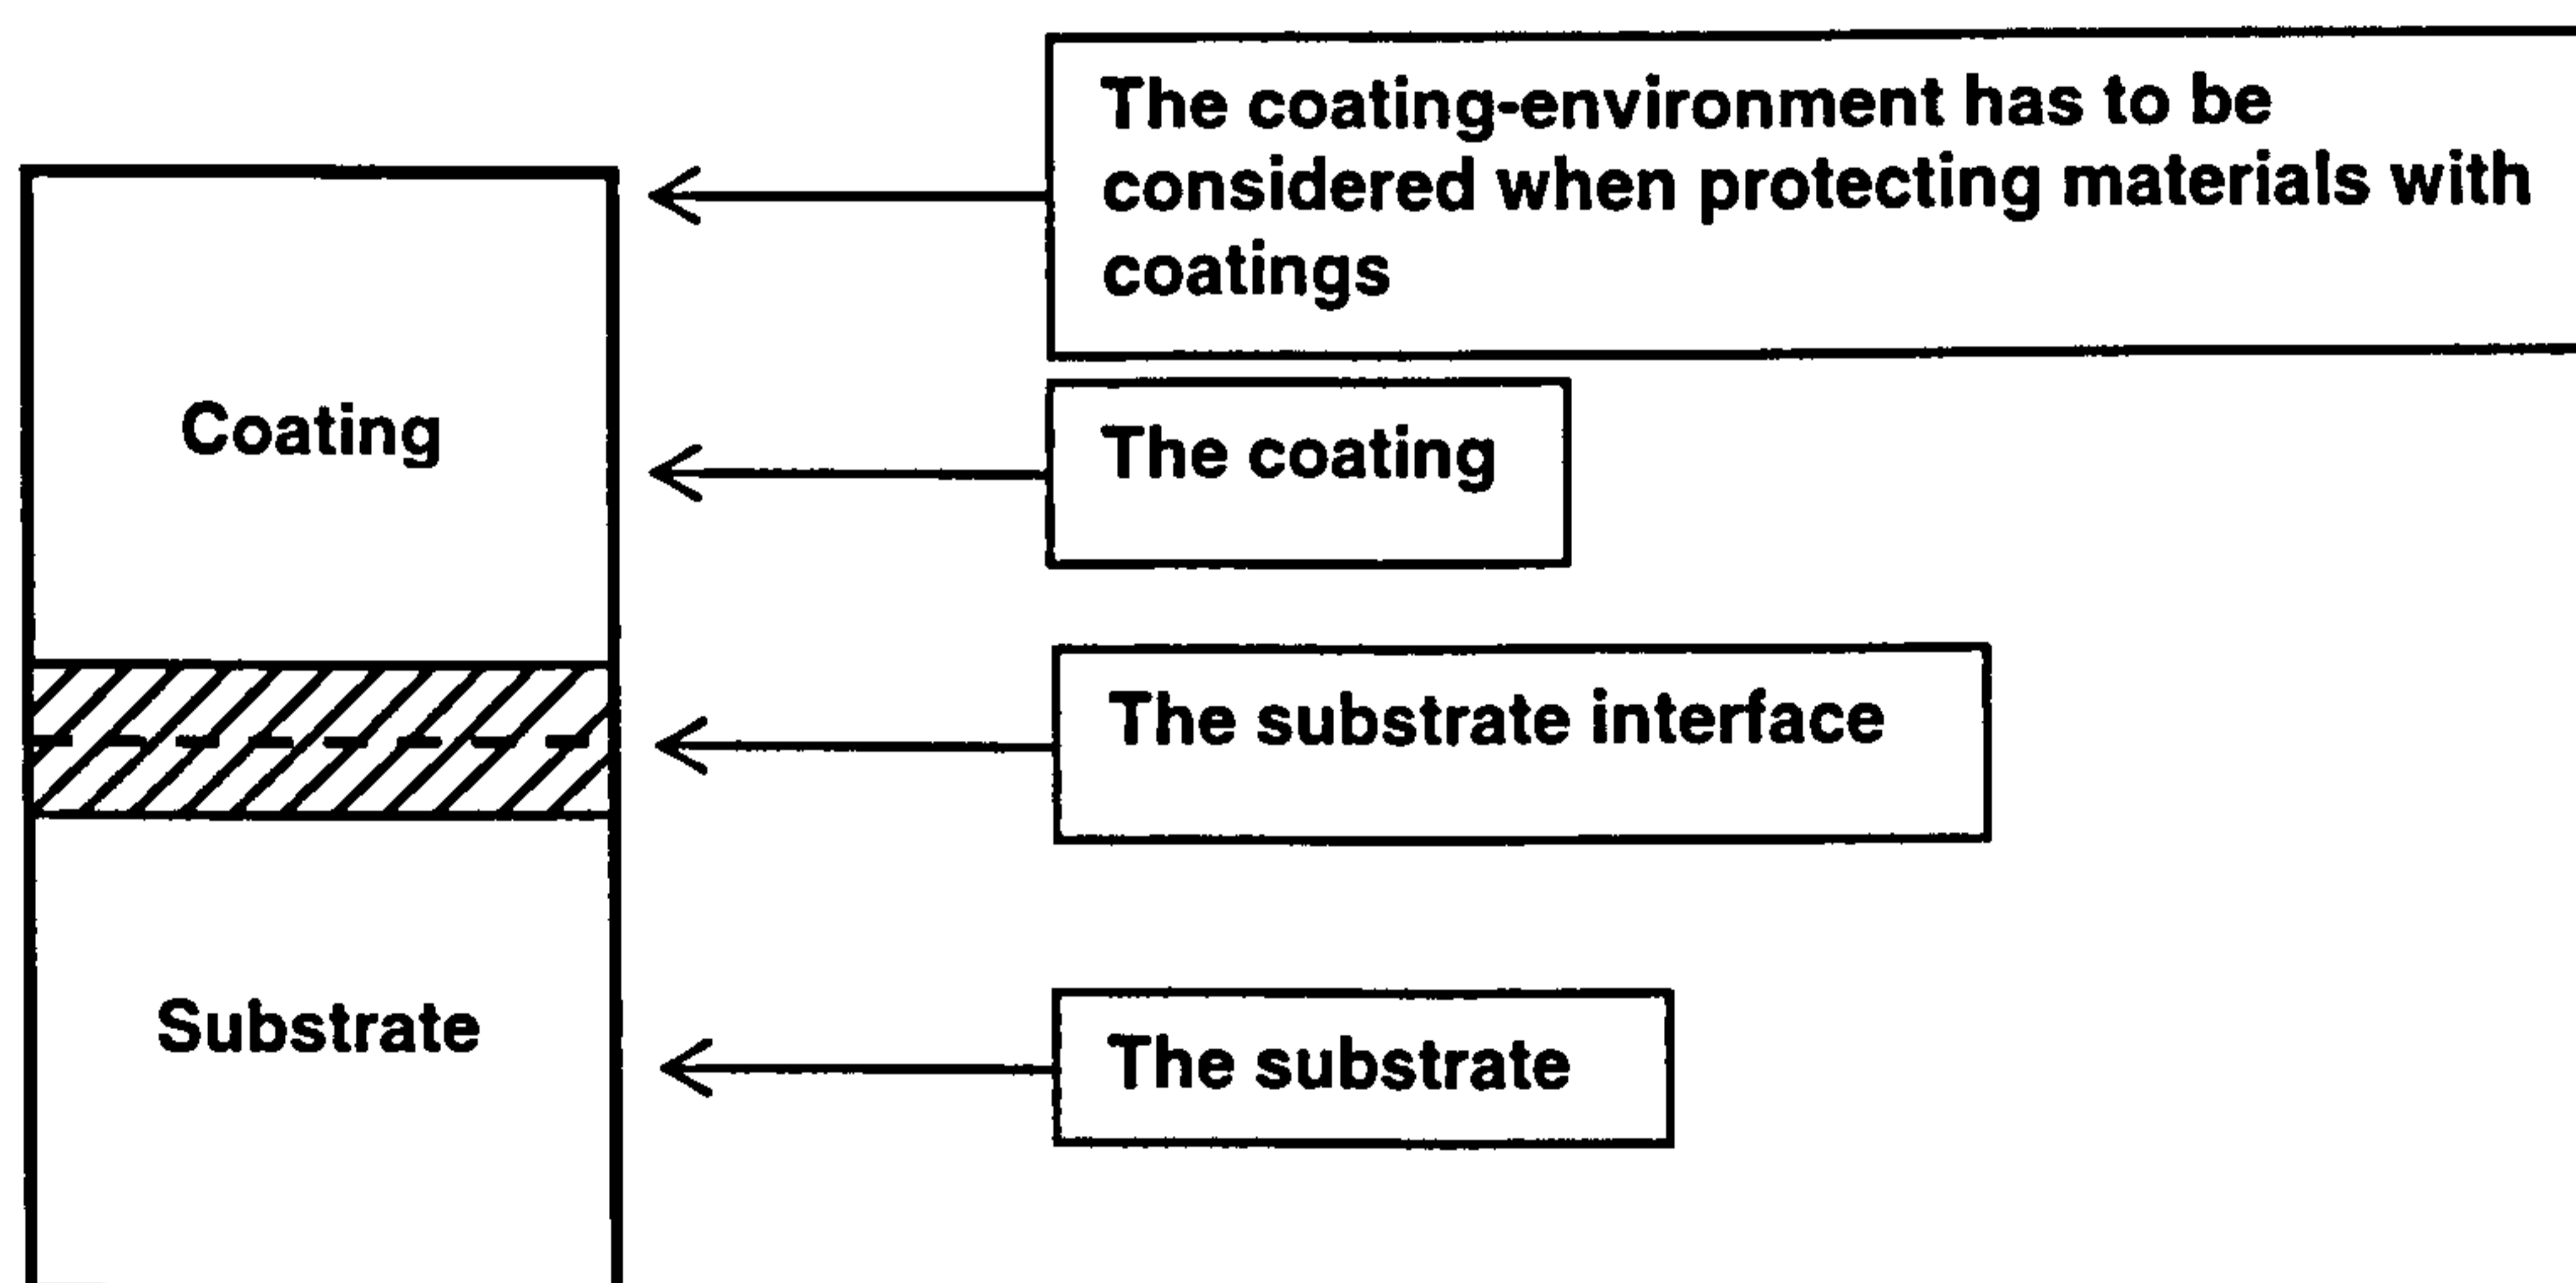 The coating-environment has to be
considered when protecting materials with
coatings
Coating
The coating
The substrate interface
Substrate
The substrate